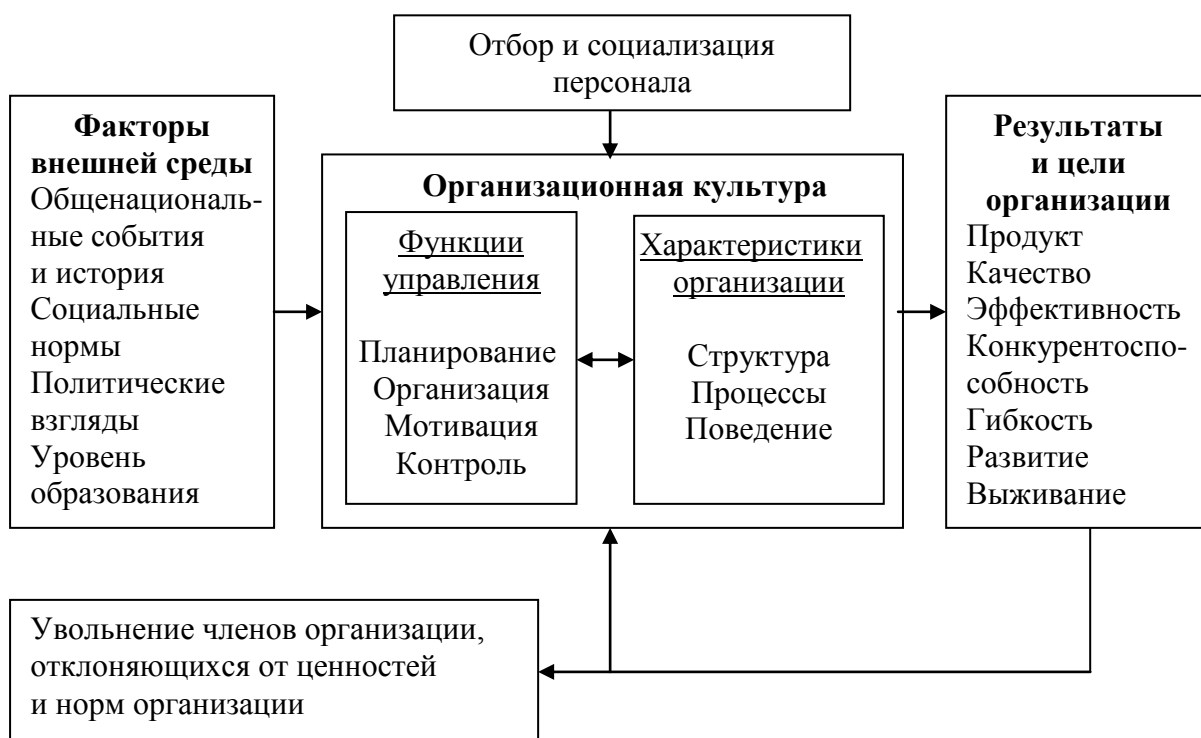 Отбор и социализация
персонала
Факторы
внешней среды
Общенациональ-
ные события
и история
Социальные
нормы
Политические
взгляды
Уровень
образования
Организационная культура
Функции
управления
Планирование
Организация
Мотивация
Контроль
Характеристики
организации
Структура
Процессы
Поведение
Результаты
и цели
организации
Продукт
Качество
Эффективность
Конкурентоспо-
собность
Гибкость
Развитие
Выживание
Увольнение членов организации,
отклоняющихся от ценностей
и норм организации